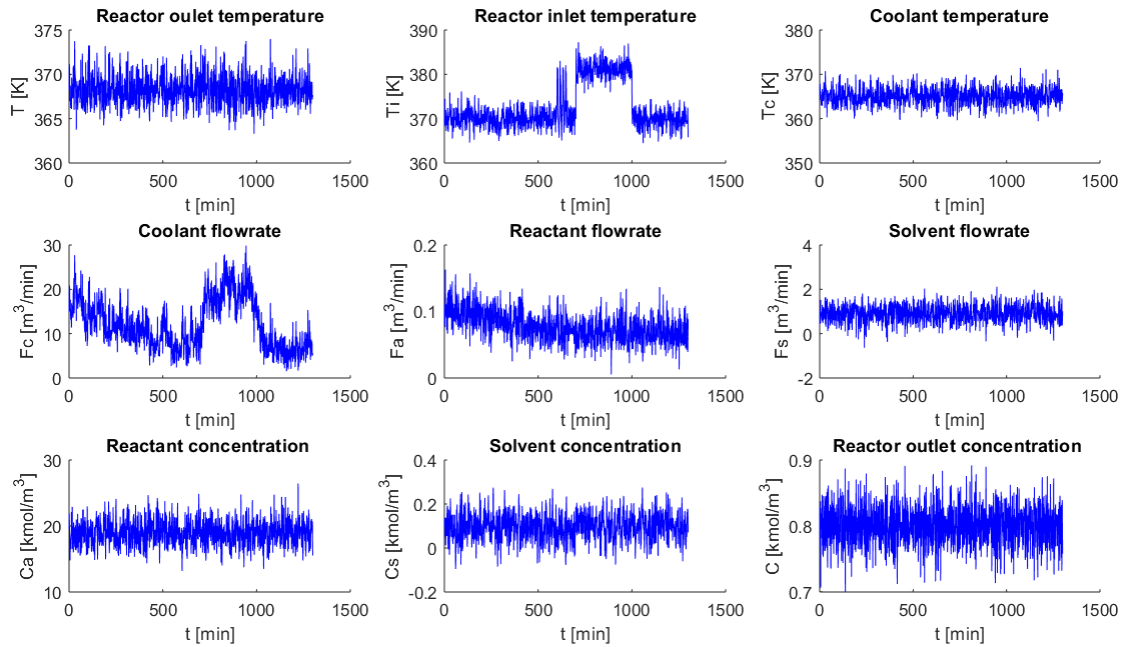 Reactor oulet temperature
375
370
365
360
T [K]
0 500 1000 1500
t [min]
Reactor inlet temperature
390
380
370
360
Ti [K]
0 500 1000 1500
t [min]
Coolant temperature
380
370
360
350
Tc [K]
0 500 1000 1500
t [min]
Coolant flowrate
30
20
10
0
Fc [m³/min)
0 500 1000 1500
t [min]
Reactant flowrate
0.2
0.1
0
Fa [m³/min)
0 500 1000 1500
t [min]
Solvent flowrate
4
2
0
-2
Fs [m³/min)
0 500 1000 1500
t [min]
Reactant concentration
30
20
10
Ca [kmol/m³]
0 500 1000 1500
t [min]
Solvent concentration
0.4
0.2
0
-0.2
Cs [kmol/m³]
0 500 1000 1500
t [min]
Reactor outlet concentration
0.9
0.8
0.7
C [kmol/m³]
0 500 1000 1500
t [min]